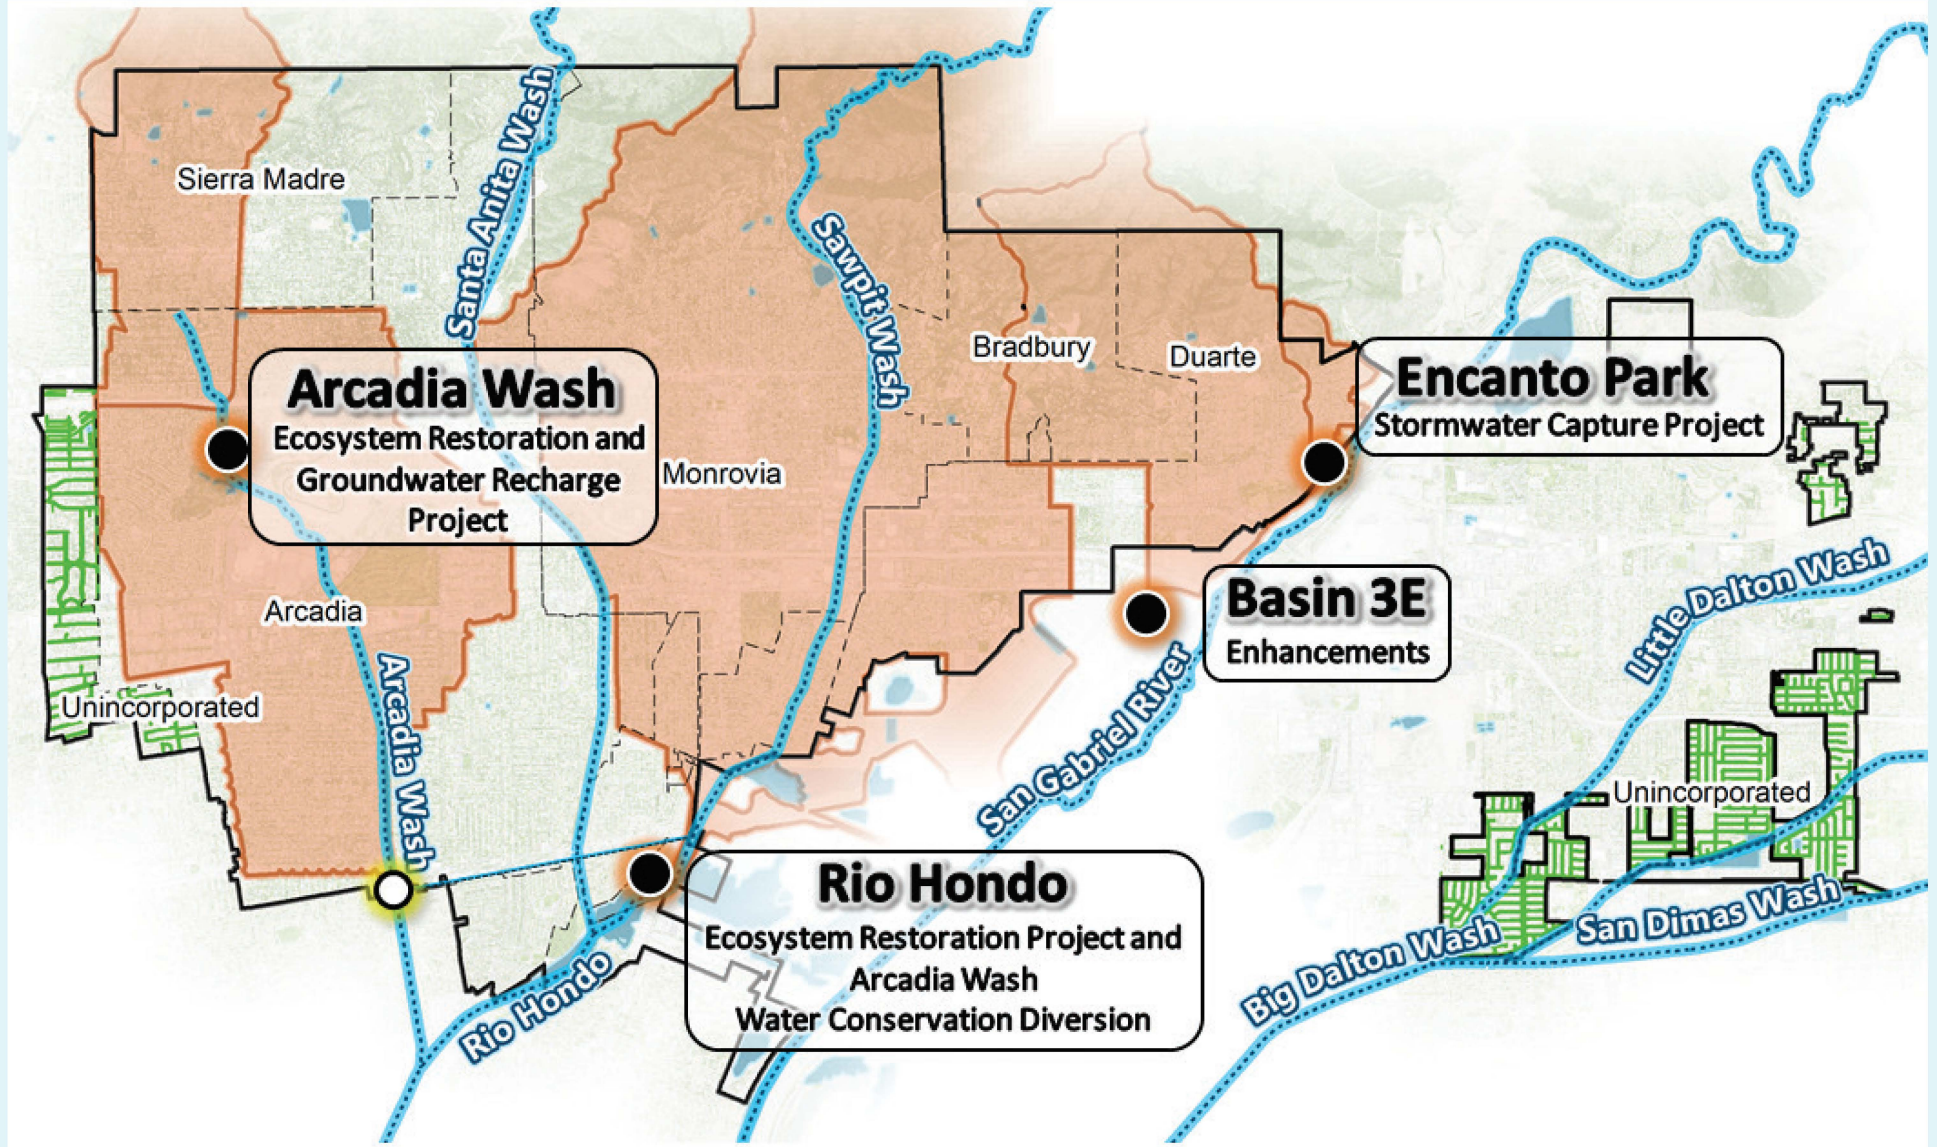 Santa Anita Wash
Sierra Madre
Sawpit Wash
Bradbury
Duarte
Encanto Park
Stormwater Capture Project
Arcadia Wash
Ecosystem Restoration and
Groundwater Recharge
Project
Monrovia
Arcadia
Basin 3E
Enhancements
Little Dalton Wash
Unincorporated
Arcadia Wash
San Gabriel River
Unincorporated
Rio Hondo
Ecosystem Restoration Project and
Arcadia Wash
Water Conservation Diversion
Rio Hondo
Big Dalton Wash
San Dimas Wash